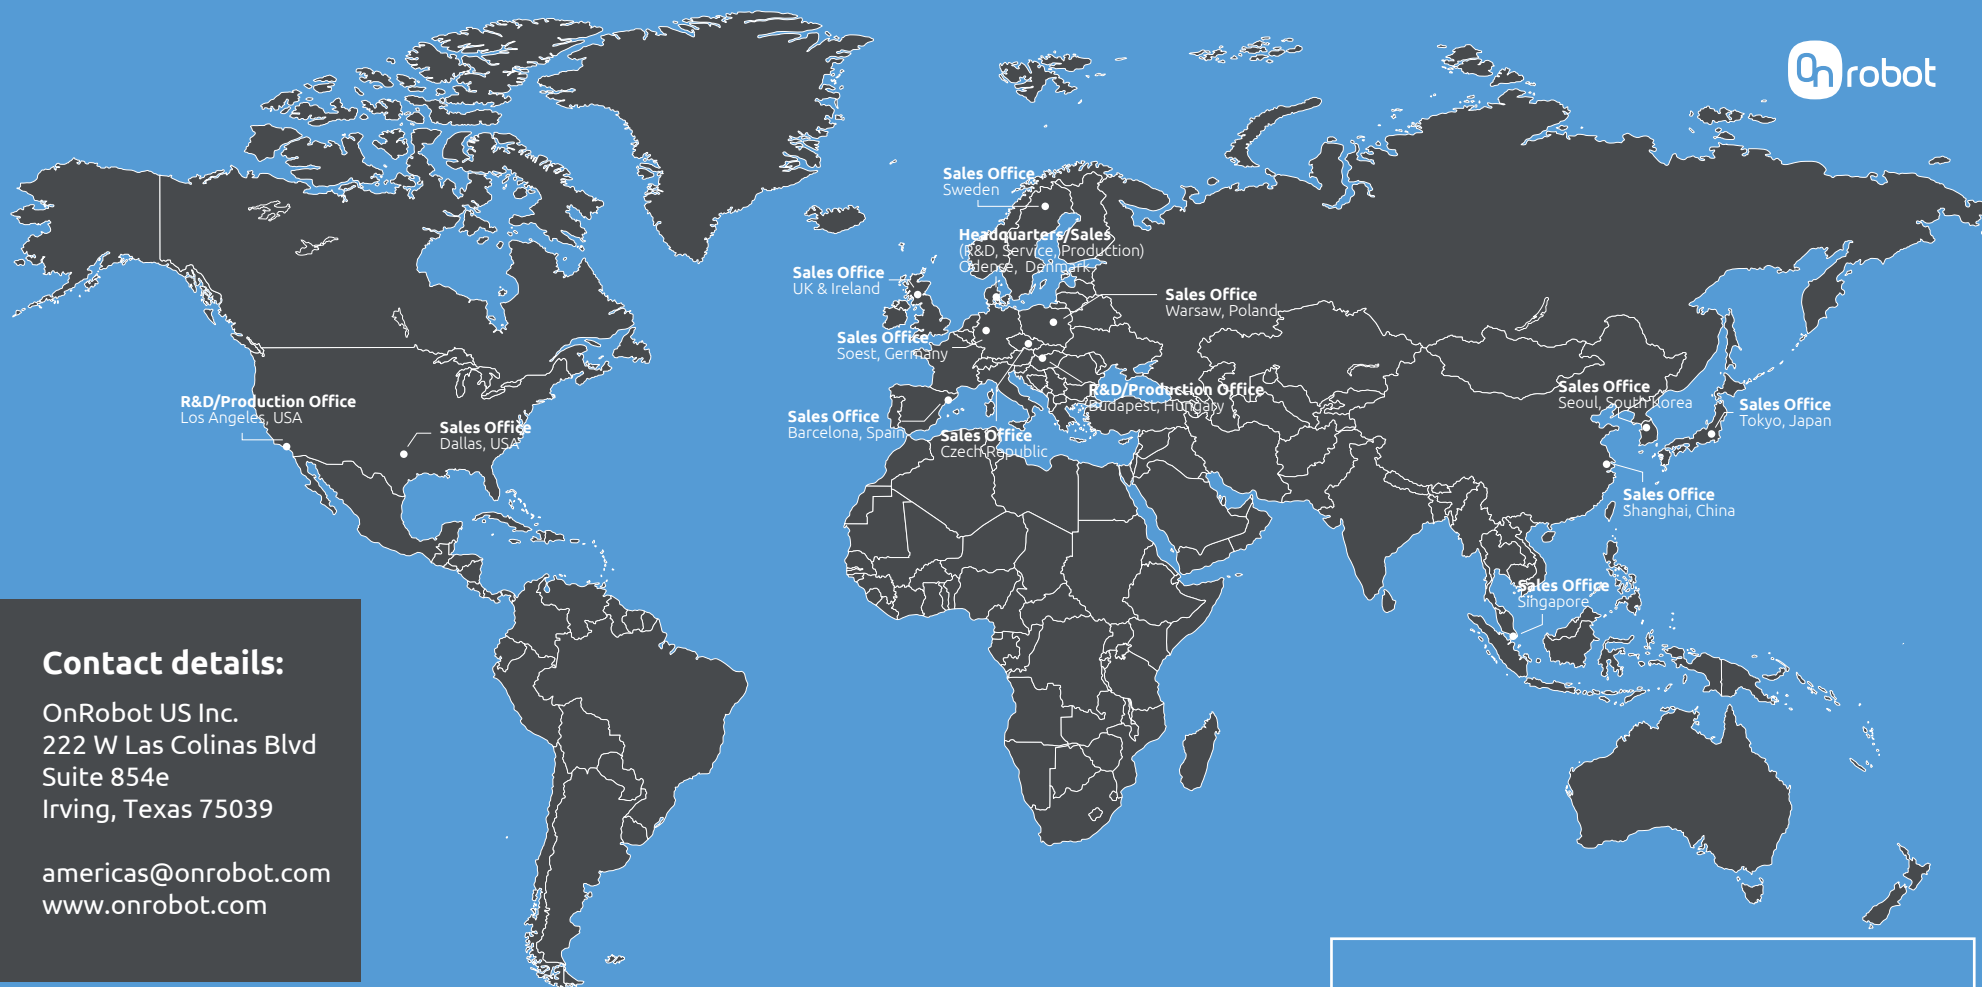 On robot
Sales Office
Sweden
Headquarters/Sales
(R&D, Service, Production)
Odense, Denmark
Sales Office
UK & Ireland
Sales Office
Warsaw, Poland
Sales Office
Soest, Germany
R&D/Production Office
Budapest, Hungary
Sales Office
Barcelona, Spain
Sales Office
Czech Republic
R&D/Production Office
Los Angeles, USA
Sales Office
Dallas, USA
Sales Office
Seoul, South Korea
Sales Office
Tokyo, Japan
Sales Office
Shanghai, China
Sales Office
Singapore
Contact details:
OnRobot US Inc.
222 W Las Colinas Blvd
Suite 854e
Irving, Texas 75039
americas@onrobot.com
www.onrobot.com